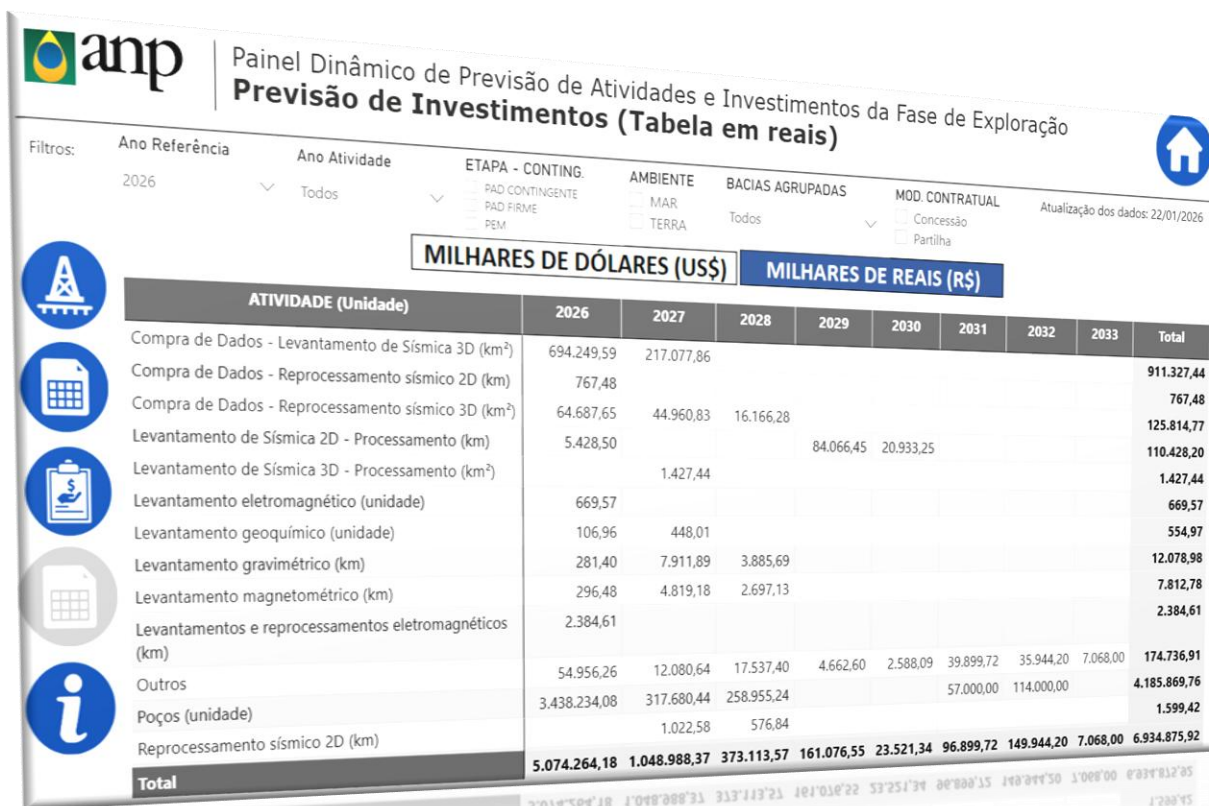 anp
Painel Dinâmico de Previsão de Atividades e Investimentos da Fase de Exploração
Previsão de Investimentos (Tabela em reais)
Filtros:
Ano Referência
2026
Ano Atividade
Todos
ETAPA - CONTING.
PAD CONTINGENTE
PAD FIRME
PEM
AMBIENTE
MAR
TERRA
BACIAS AGRUPADAS
Todos
MOD. CONTRATUAL
Concessão
Partilha
Atualização dos dados: 22/01/2026
MILHARES DE DÓLARES (US$) MILHARES DE REAIS (R$)
ATIVIDADE (Unidade) 2026 2027 2028 2029 2030 2031 2032 2033 Total
Compra de Dados - Levantamento de Sísmica 3D (km²) 694.249,59 217.077,86 911.327,44
Compra de Dados - Reprocessamento sísmico 2D (km) 767,48 767,48
Compra de Dados - Reprocessamento sísmico 3D (km²) 64.687,65 44.960,83 16.166,28 125.814,77
Levantamento de Sísmica 2D - Processamento (km) 5.428,50 84.066,45 20.933,25 110.428,20
Levantamento de Sísmica 3D - Processamento (km²) 1.427,44 1.427,44
Levantamento eletromagnético (unidade) 669,57 669,57
Levantamento geoquímico (unidade) 106,96 448,01 554,97
Levantamento gravimétrico (km) 281,40 7.911,89 3.885,69 12.078,98
Levantamento magnetométrico (km) 296,48 4.819,18 2.697,13 7.812,78
Levantamentos e reprocessamentos eletromagnéticos 2.384,61 2.384,61
(km)
Outros 54.956,26 12.080,64 17.537,40 4.662,60 2.588,09 39.899,72 35.944,20 7.068,00 174.736,91
Poços (unidade) 3.438.234,08 317.680,44 258.955,24 57.000,00 114.000,00 4.185.869,76
Reprocessamento sísmico 2D (km) 1.022,58 576,84 1.599,42
Total 5.074.264,18 1.048.988,37 373.113,57 161.076,55 23.521,34 96.899,72 149.944,20 7.068,00 6.934.875,92